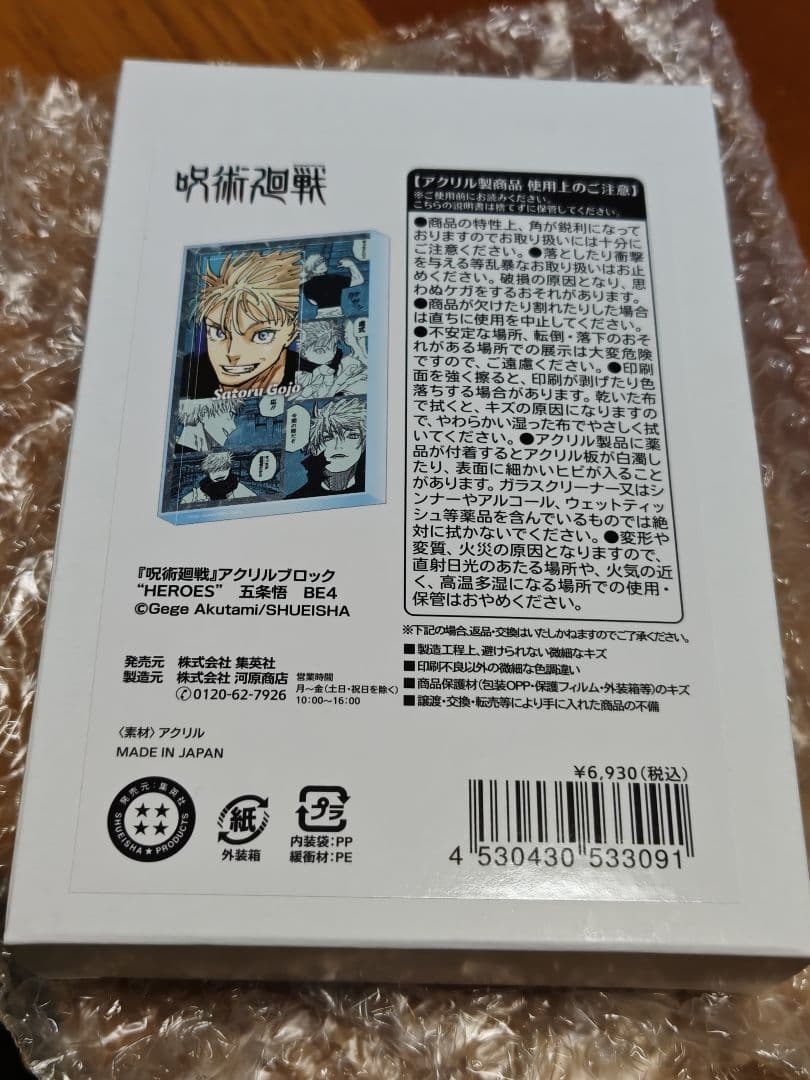 呪術廻戦
Satoru Gojo
『呪術廻戦』アクリルブロック
“HEROES” 五条悟 BE4
©Gege Akutami/SHUEISHA
発売元 株式会社 集英社
製造元 株式会社 河原商店
0120-62-7926
営業時間
月～金(土日・祝日を除く)
10:00～16:00
〈素材〉アクリル
MADE IN JAPAN
発売元:集英社
SHUEISHA★PRODUCTS
紙
外装箱
プラ
内装袋:PP
緩衝材:PE
【アクリル製商品 使用上のご注意】
※ご使用前にお読みください。
こちらの説明書は捨てずに保管してください。
●商品の特性上、角が鋭利になって
おりますのでお取り扱いには十分に
ご注意ください。●落としたり衝撃
を与える等乱暴なお取り扱いはお止
めください。破損の原因となり、思
わぬケガをするおそれがあります。
●商品が欠けたり割れたりした場合
は直ちに使用を中止してください。
●不安定な場所、転倒・落下のおそ
れがある場所での展示は大変危険
ですので、ご遠慮ください。●印刷
面を強く擦ると、印刷が剥げたり色
落ちする場合があります。乾いた布
で拭くと、キズの原因になりますの
で、やわらかい湿った布でやさしく拭
いてください。●アクリル製品に薬
品が付着するとアクリル板が白濁し
たり、表面に細かいヒビが入ること
があります。ガラスクリーナー又はシ
ンナーやアルコール、ウェットティッ
シュ等薬品を含んでいるものでは絶
対に拭かないでください。●変形や
変質、火災の原因となりますので、
直射日光のあたる場所や、火気の近
く、高温多湿になる場所での使用・
保管はおやめください。
※下記の場合、返品・交換はいたしかねますのでご了承ください。
■製造工程上、避けられない微細なキズ
■印刷不良以外の微細な色調違い
■商品保護材(包装OPP・保護フィルム・外装箱等)のキズ
■譲渡・交換・転売等により手に入れた商品の不備
¥6,930(税込)
4 530430 533091